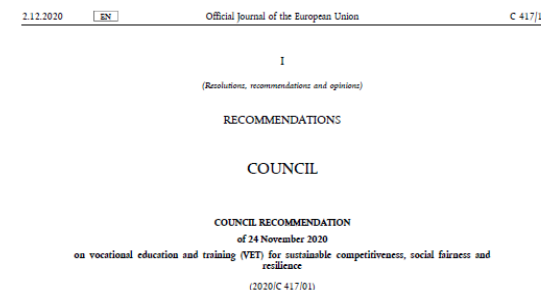 2.12.2020 EN Official Journal of the European Union C 417/1
I
(Resolutions, recommendations and opinions)
RECOMMENDATIONS
COUNCIL
COUNCIL RECOMMENDATION
of 24 November 2020
on vocational education and training (VET) for sustainable competitiveness, social fairness and
resilience
(2020/C 417/01)